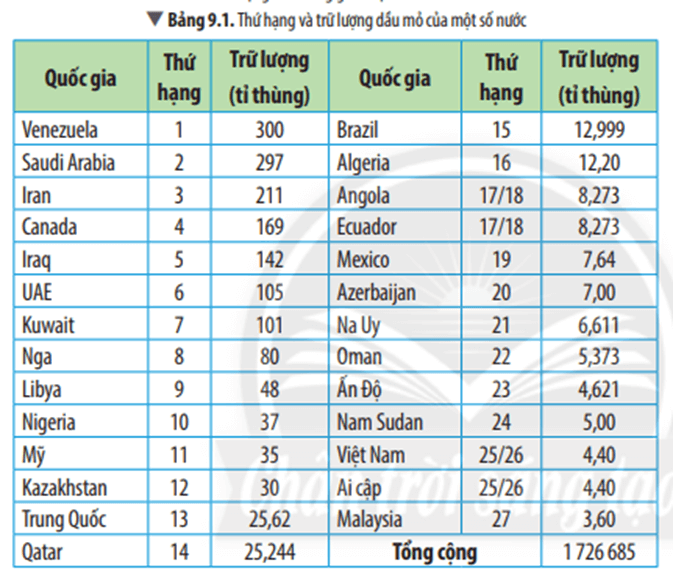 ▼ Bảng 9.1. Thứ hạng và trữ lượng dầu mỏ của một số nước
Quốc gia Thứ hạng Trữ lượng (tỉ thùng) Quốc gia Thứ hạng Trữ lượng (tỉ thùng)
Venezuela 1 300 Brazil 15 12,999
Saudi Arabia 2 297 Algeria 16 12,20
Iran 3 211 Angola 17/18 8,273
Canada 4 169 Ecuador 17/18 8,273
Iraq 5 142 Mexico 19 7,64
UAE 6 105 Azerbaijan 20 7,00
Kuwait 7 101 Na Uy 21 6,611
Nga 8 80 Oman 22 5,373
Libya 9 48 Ấn Độ 23 4,621
Nigeria 10 37 Nam Sudan 24 5,00
Mỹ 11 35 Việt Nam 25/26 4,40
Kazakhstan 12 30 Ai cập 25/26 4,40
Trung Quốc 13 25,62 Malaysia 27 3,60
Qatar 14 25,244 Tổng cộng 1 726 685
Chân trời sáng tạo